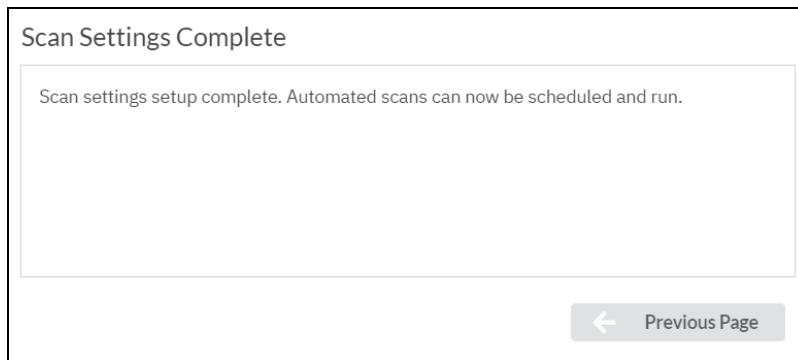 Scan Settings Complete
Scan settings setup complete. Automated scans can now be scheduled and run.
Previous Page